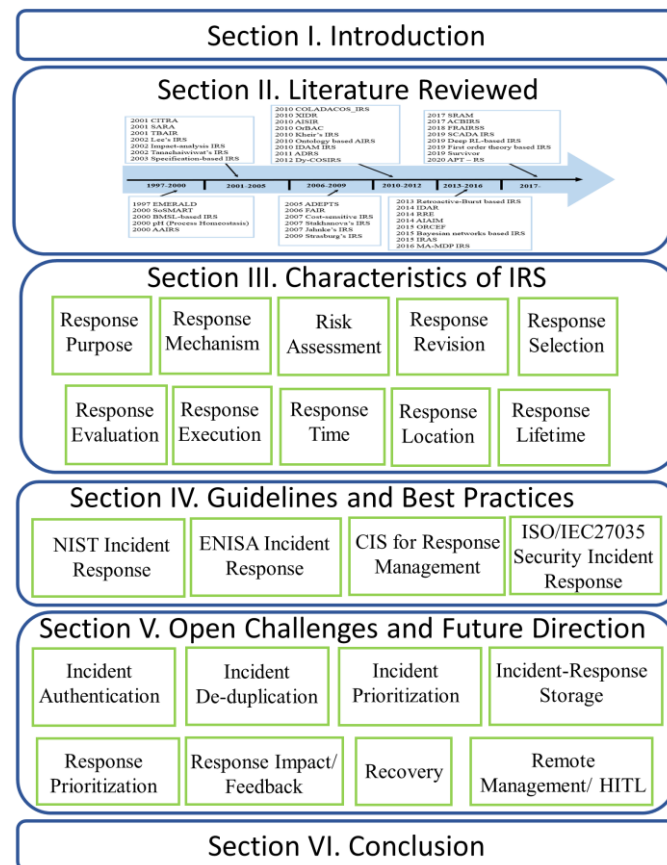 Section I. Introduction
Section II. Literature Reviewed
2001 CITRA
2001 SARA
2001 TBAIR
2002 Lee's IRS
2002 Impact-analysis IRS
2002 Tanachaiwiwat's IRS
2003 Specification-based IRS
2010 COLADACOS_IRS
2010 XIDR
2010 AISIR
2010 OrBAC
2010 Kheir's IRS
2010 Ontology based AIRS
2010 IDAM IRS
2011 ADRS
2012 Dy-COSIRS
2017 SRAM
2017 ACBIRS
2018 FRAIRSS
2019 SCADA IRS
2019 Deep RL-based IRS
2019 First order theory based IRS
2019 Survivor
2020 APT – RS
1997-2000
2001-2005
2006-2009
2010-2012
2013-2016
2017-
1997 EMERALD
2000 SoSMART
2000 BMSL-based IRS
2000 pH (Process Homeostasis)
2000 AAIRS
2005 ADEPTS
2006 FAIR
2007 Cost-sensitive IRS
2007 Stakhanova's IRS
2007 Jahnke's IRS
2009 Strasburg's IRS
2013 Retroactive-Burst based IRS
2014 IDAR
2014 RRE
2014 AIAIM
2015 ORCEF
2015 Bayesian networks based IRS
2015 IRAS
2016 MA-MDP IRS
Section III. Characteristics of IRS
Response
Purpose
Response
Mechanism
Risk
Assessment
Response
Revision
Response
Selection
Response
Evaluation
Response
Execution
Response
Time
Response
Location
Response
Lifetime
Section IV. Guidelines and Best Practices
NIST Incident
Response
ENISA Incident
Response
CIS for Response
Management
ISO/IEC27035
Security Incident
Response
Section V. Open Challenges and Future Direction
Incident
Authentication
Incident
De-duplication
Incident
Prioritization
Incident-Response
Storage
Response
Prioritization
Response Impact/
Feedback
Recovery
Remote
Management/ HITL
Section VI. Conclusion